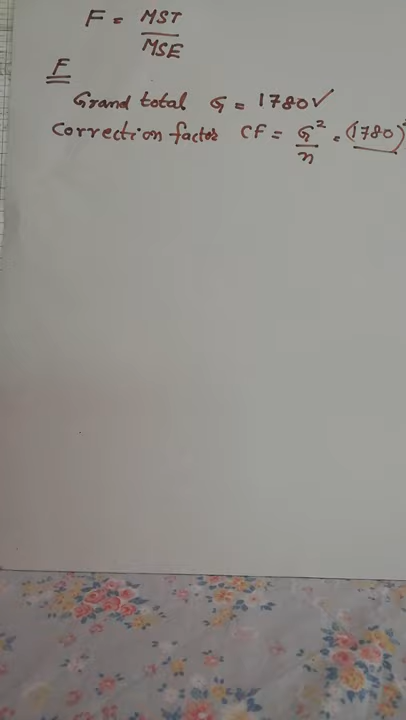 F = MST
MSE
F
Grand total G = 1780✓
Correction factor CF = G² = (1780)²
n